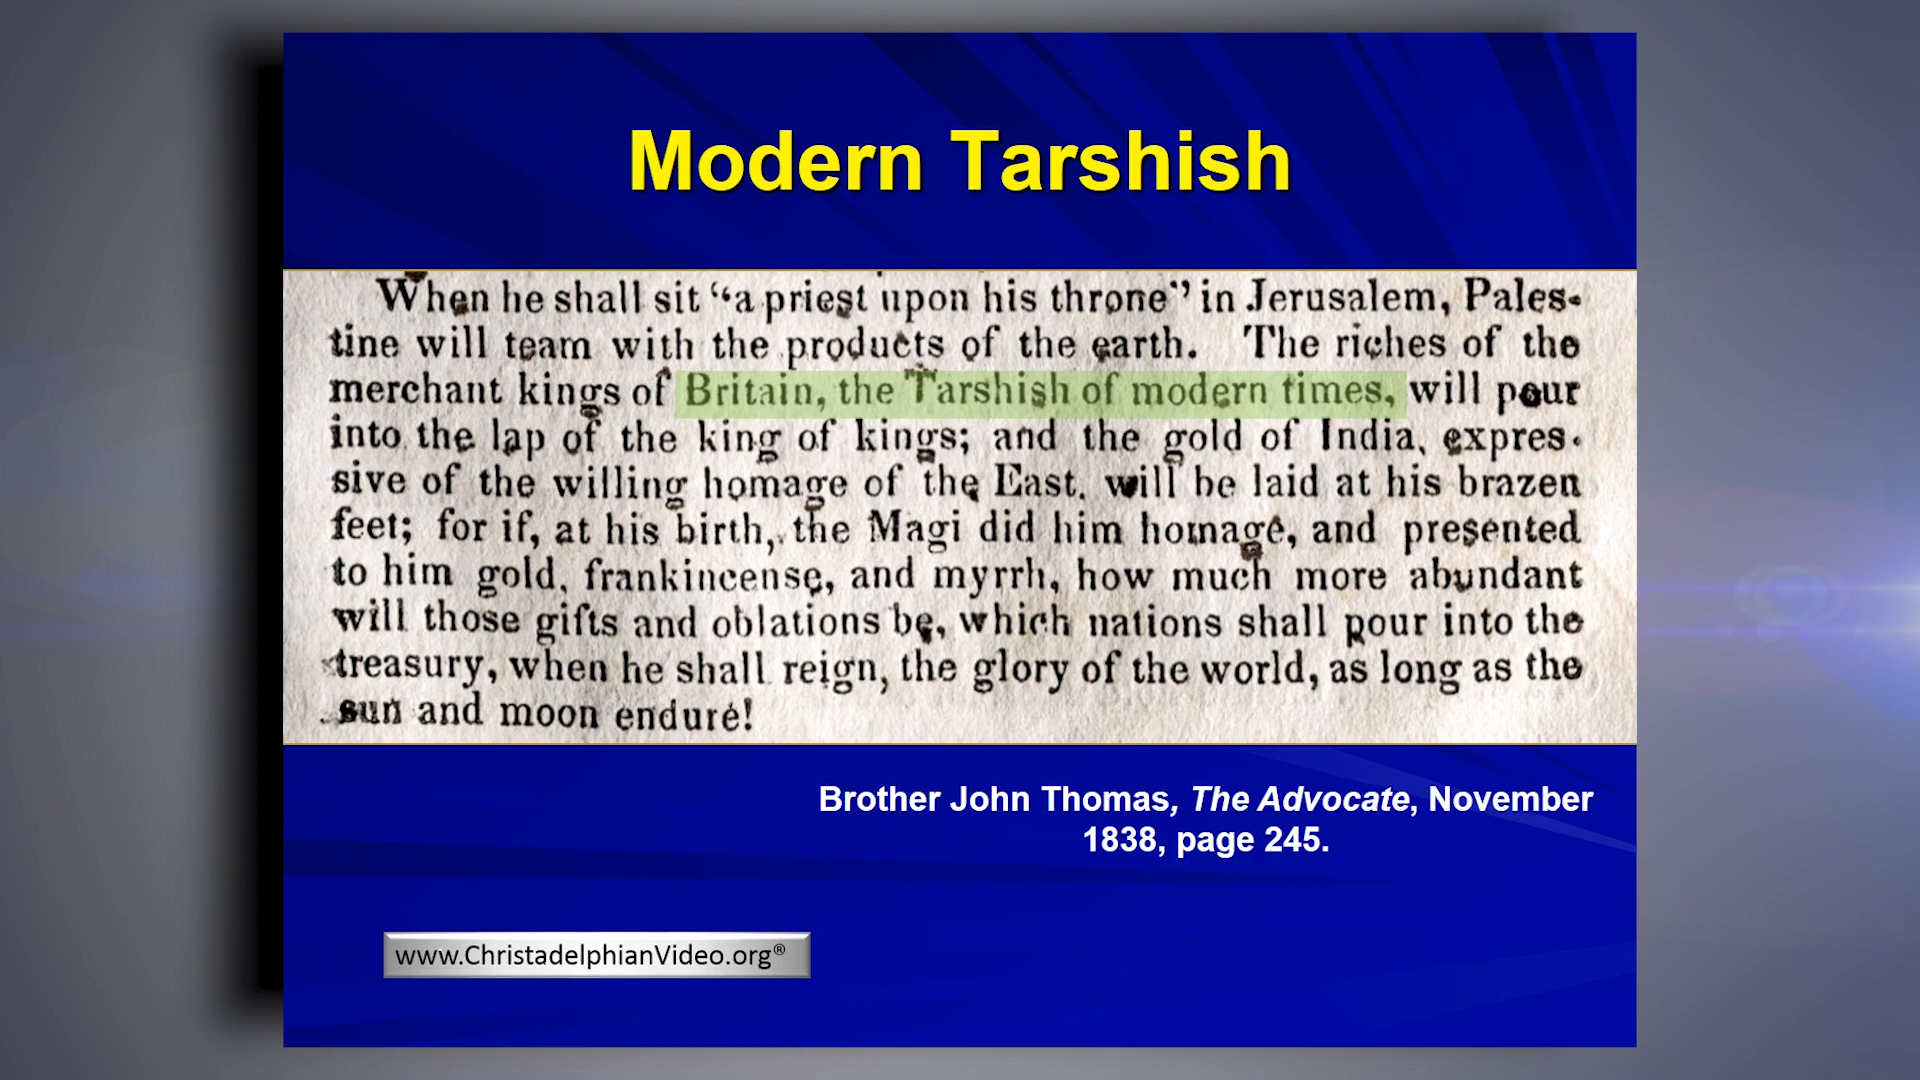 Modern Tarshish
When he shall sit “a priest upon his throne” in Jerusalem, Pales-
tine will team with the products of the earth. The riches of the
merchant kings of Britain, the Tarshish of modern times, will pour
into the lap of the king of kings; and the gold of India, expres-
sive of the willing homage of the East, will be laid at his brazen
feet; for if, at his birth, the Magi did him homage, and presented
to him gold, frankincense, and myrrh, how much more abundant
will those gifts and oblations be, which nations shall pour into the
treasury, when he shall reign, the glory of the world, as long as the
sun and moon endure!
Brother John Thomas, The Advocate, November
1838, page 245.
www.ChristadelphianVideo.org®